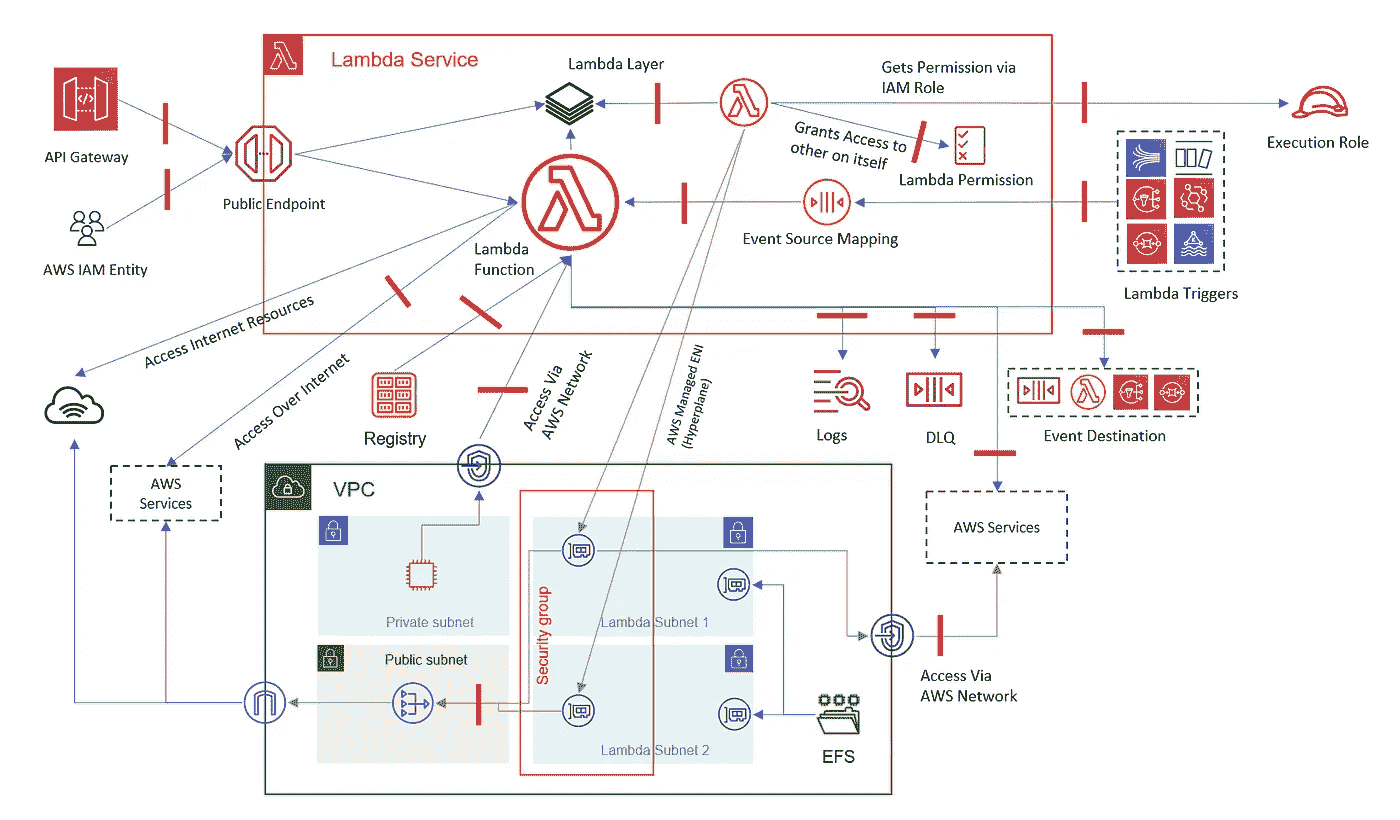 Lambda Service
Lambda Layer
Gets Permission via
IAM Role
Grants Access to
other on itself
Execution Role
API Gateway
Lambda Permission
Public Endpoint
Event Source Mapping
Lambda
Function
AWS IAM Entity
Lambda Triggers
Access Internet Resources
Access Over Internet
Access Via
AWS Network
AWS Managed ENI
(Hyperplane)
Registry
Logs
DLQ
Event Destination
AWS
Services
VPC
AWS Services
Private subnet
Security group
Lambda Subnet 1
Public subnet
Access Via
AWS Network
Lambda Subnet 2
EFS